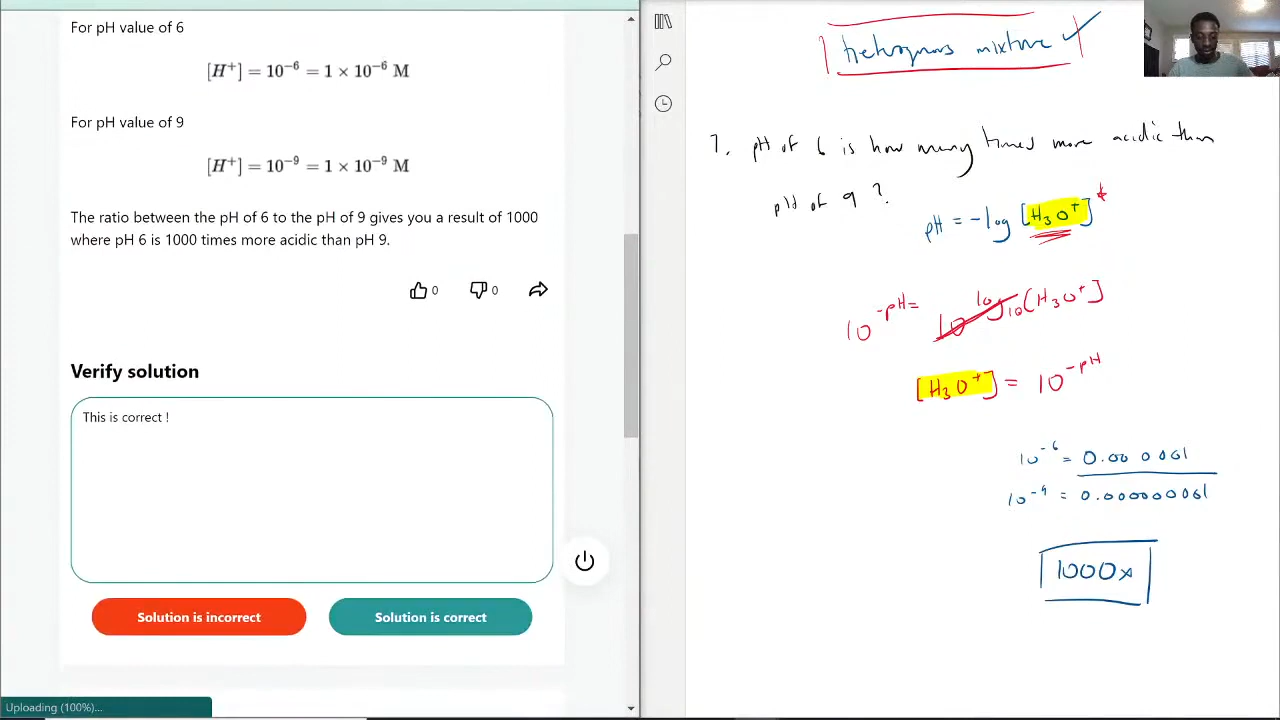 For pH value of 6
[H⁺] = 10⁻⁶ = 1 × 10⁻⁶ M
For pH value of 9
[H⁺] = 10⁻⁹ = 1 × 10⁻⁹ M
The ratio between the pH of 6 to the pH of 9 gives you a result of 1000
where pH 6 is 1000 times more acidic than pH 9.
0
0
Verify solution
This is correct !
Solution is incorrect
Solution is correct
Uploading (100%)...
mixture
7. pH of 6 is how many times more acidic than
pH of 9 ?
pH = -log [H₃O⁺]
10⁻ᵖᴴ = 10 log₁₀ [H₃O⁺]
[H₃O⁺] = 10⁻ᵖᴴ
10⁻⁶ = 0.000001
10⁻⁹ = 0.000000001
1000x